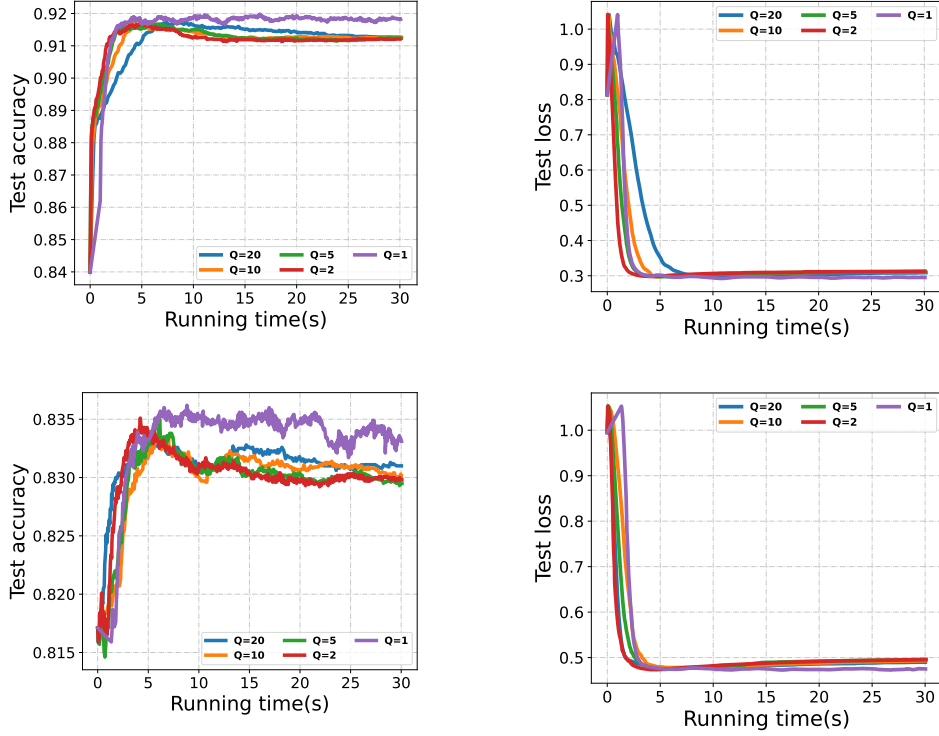 0.92
0.91
0.90
0.89
0.88
0.87
0.86
0.85
0.84
Test accuracy
Q=20 Q=5 Q=1
Q=10 Q=2
0 5 10 15 20 25 30
Running time(s)
1.0
0.9
0.8
0.7
0.6
0.5
0.4
0.3
Test loss
Q=20 Q=5 Q=1
Q=10 Q=2
0 5 10 15 20 25 30
Running time(s)
0.835
0.830
0.825
0.820
0.815
Test accuracy
Q=20 Q=5 Q=1
Q=10 Q=2
0 5 10 15 20 25 30
Running time(s)
1.0
0.9
0.8
0.7
0.6
0.5
Test loss
Q=20 Q=5 Q=1
Q=10 Q=2
0 5 10 15 20 25 30
Running time(s)